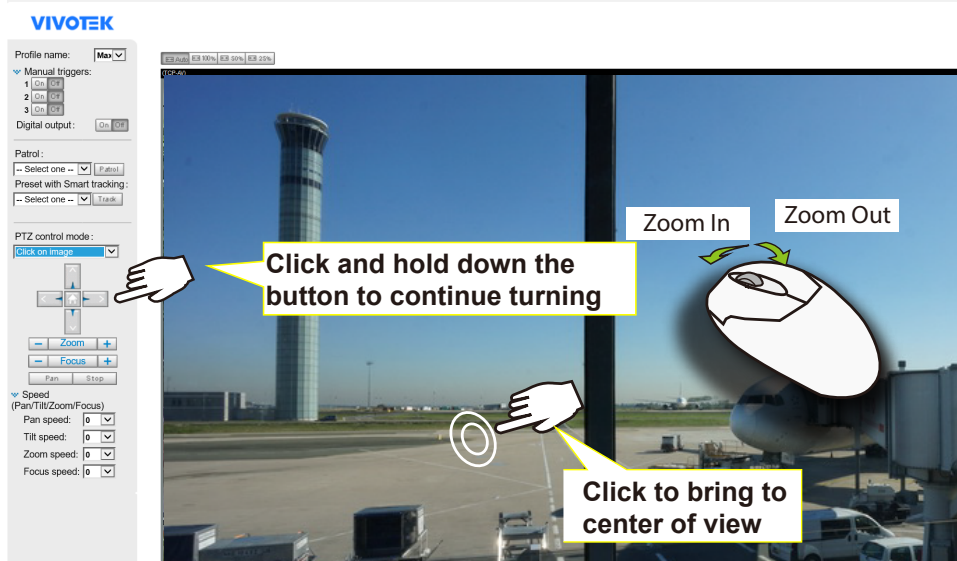 VIVOTEK
Profile name: Max
Manual triggers:
1 On Off
2 On Off
3 On Off
Digital output: On Off
Patrol:
-- Select one -- Patrol
Preset with Smart tracking:
-- Select one -- Track
PTZ control mode:
Click on image
− Zoom +
− Focus +
Pan Stop
Speed
(Pan/Tilt/Zoom/Focus)
Pan speed: 0
Tilt speed: 0
Zoom speed: 0
Focus speed: 0
Auto 100% 50% 25%
(TCP-AV)
Zoom In
Zoom Out
Click and hold down the
button to continue turning
Click to bring to
center of view